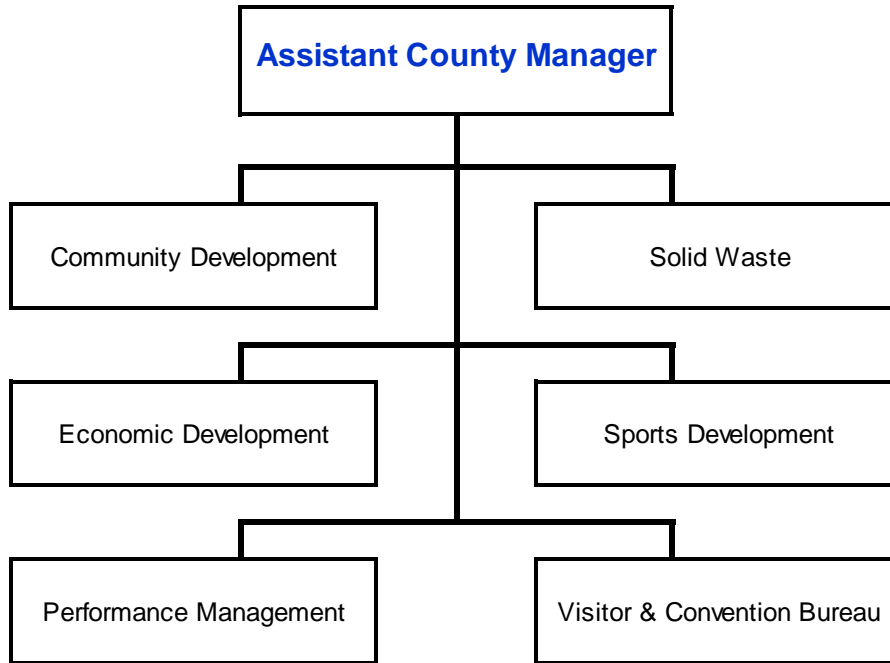 Assistant County Manager
Community Development
Solid Waste
Economic Development
Sports Development
Performance Management
Visitor & Convention Bureau